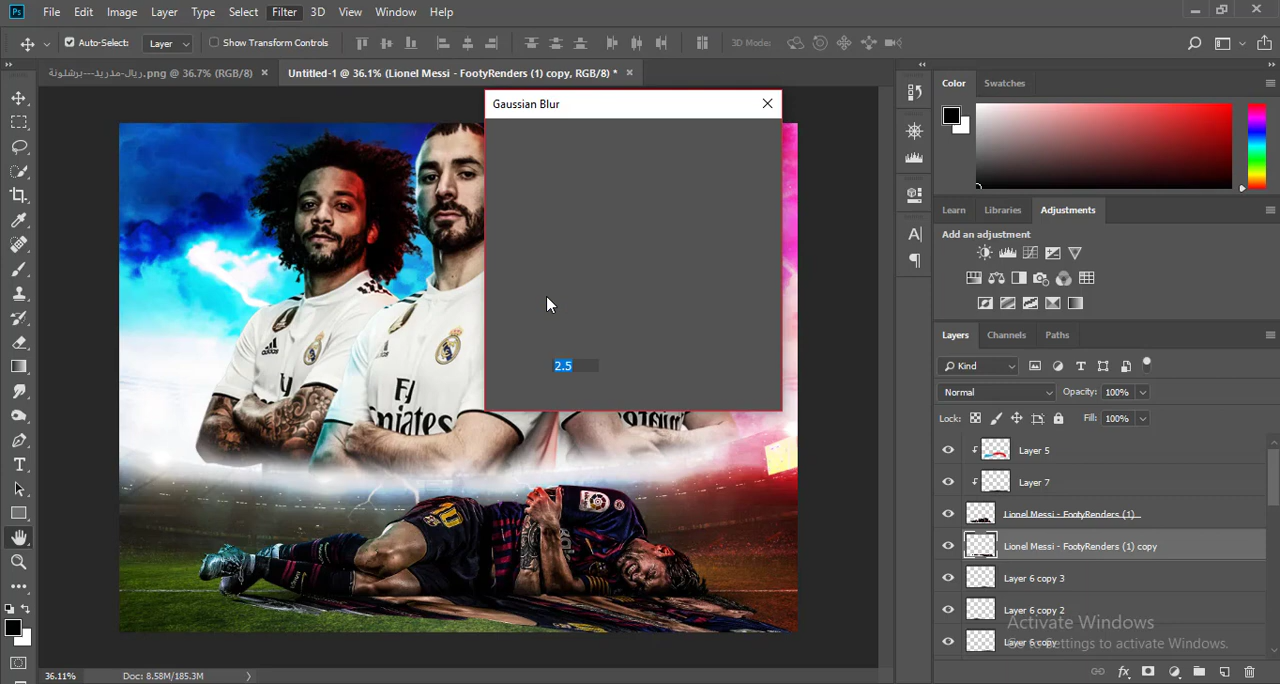 Ps File Edit Image Layer Type Select Filter 3D View Window Help
Auto-Select: Layer Show Transform Controls 3D Mode:
ريال-مدريد---برشلونة.png @ 36.7% (RGB/8) Untitled-1 @ 36.1% (Lionel Messi - FootyRenders (1) copy, RGB/8) *
Gaussian Blur
2.5
Color Swatches
Learn Libraries Adjustments
Add an adjustment
Layers Channels Paths
Kind
Normal Opacity: 100%
Lock: Fill: 100%
Layer 5
Layer 7
Lionel Messi - FootyRenders (1)
Lionel Messi - FootyRenders (1) copy
Layer 6 copy 3
Layer 6 copy 2
Layer 6 copy
Activate Windows
Go to Settings to activate Windows.
adidas
Fly
Emirates
10
36.11% Doc: 8.58M/185.3M